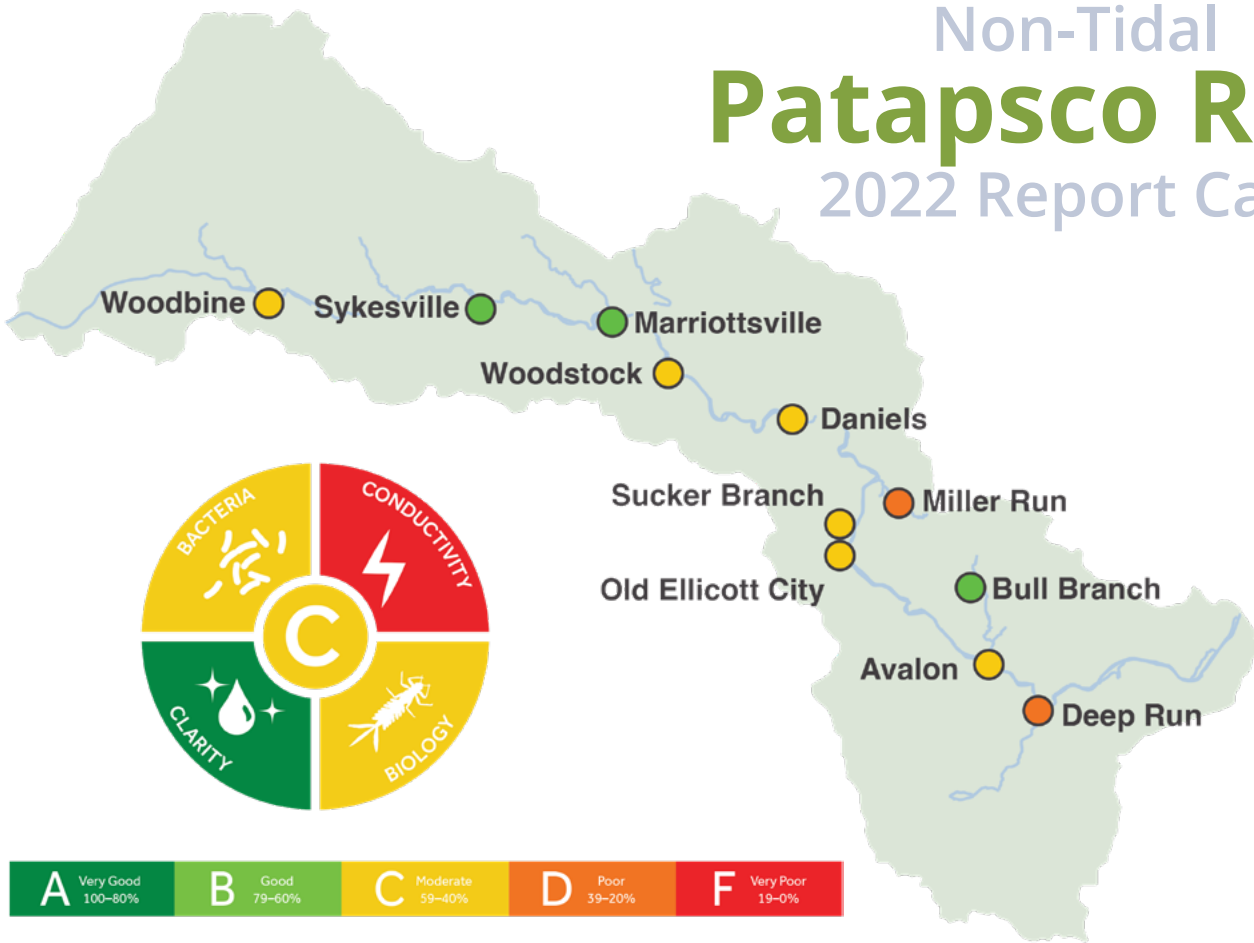 Non-Tidal
Patapsco R
2022 Report Ca
Woodbine
Sykesville
Marriottsville
Woodstock
Daniels
Sucker Branch
Miller Run
Old Ellicott City
Bull Branch
Avalon
Deep Run
BACTERIA
CONDUCTIVITY
C
CLARITY
BIOLOGY
A Very Good 100–80%
B Good 79–60%
C Moderate 59–40%
D Poor 39–20%
F Very Poor 19–0%